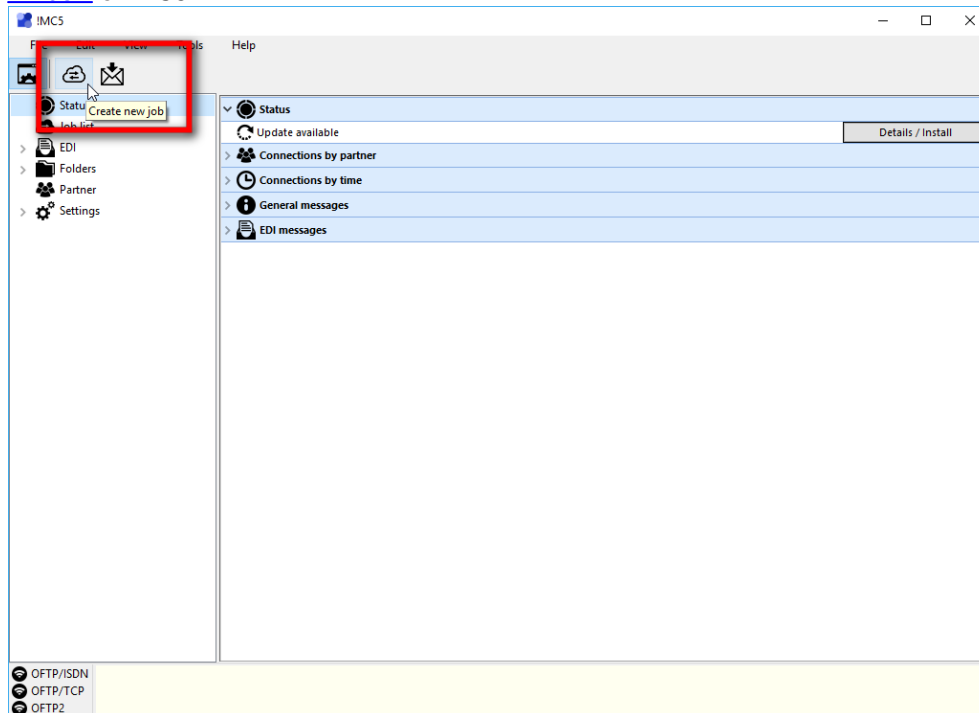 !MC5
Tools
Help
Create new job
Status
Update available
Details / Install
EDI
Connections by partner
Folders
Connections by time
Partner
Settings
General messages
EDI messages
OFTP/ISDN
OFTP/TCP
OFTP2